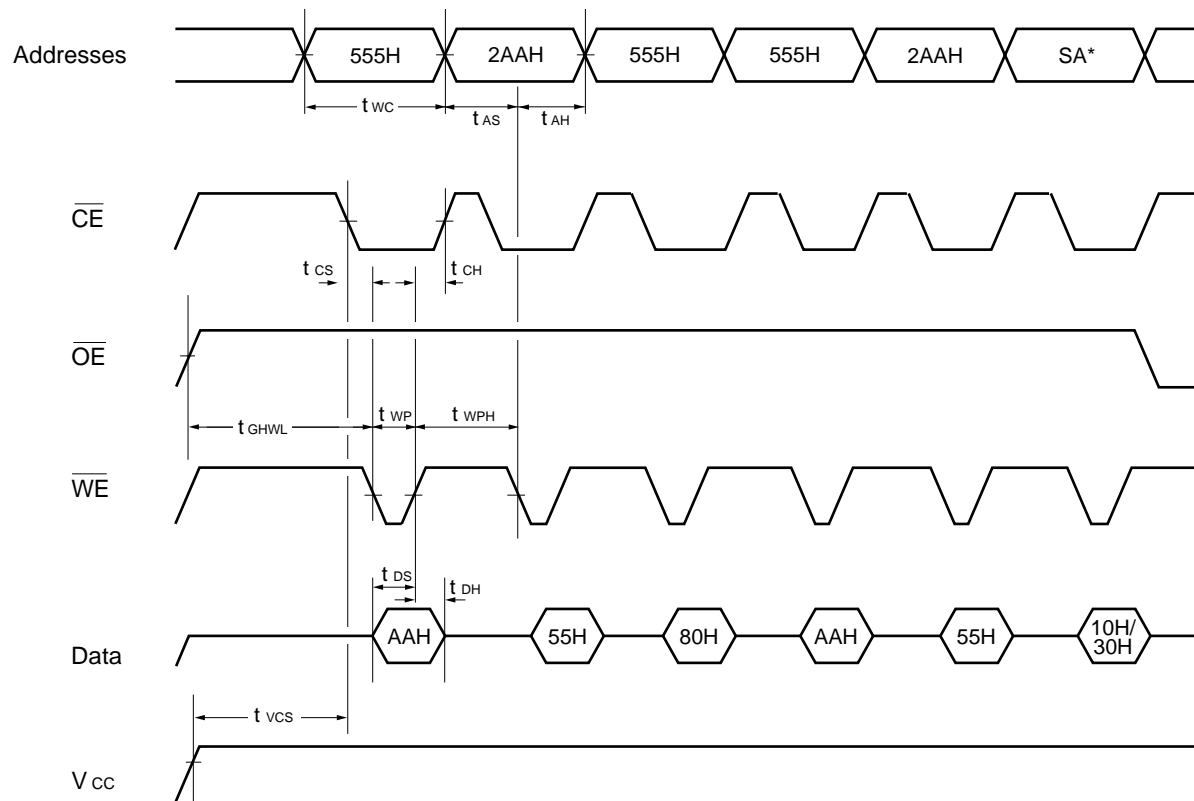 Addresses 555H 2AAH 555H 555H 2AAH SA*
t WC t AS t AH
CE
t CS t CH
OE
t GHWL t WP t WPH
WE
t DS t DH
Data AAH 55H 80H AAH 55H 10H/
30H
t VCS
V CC